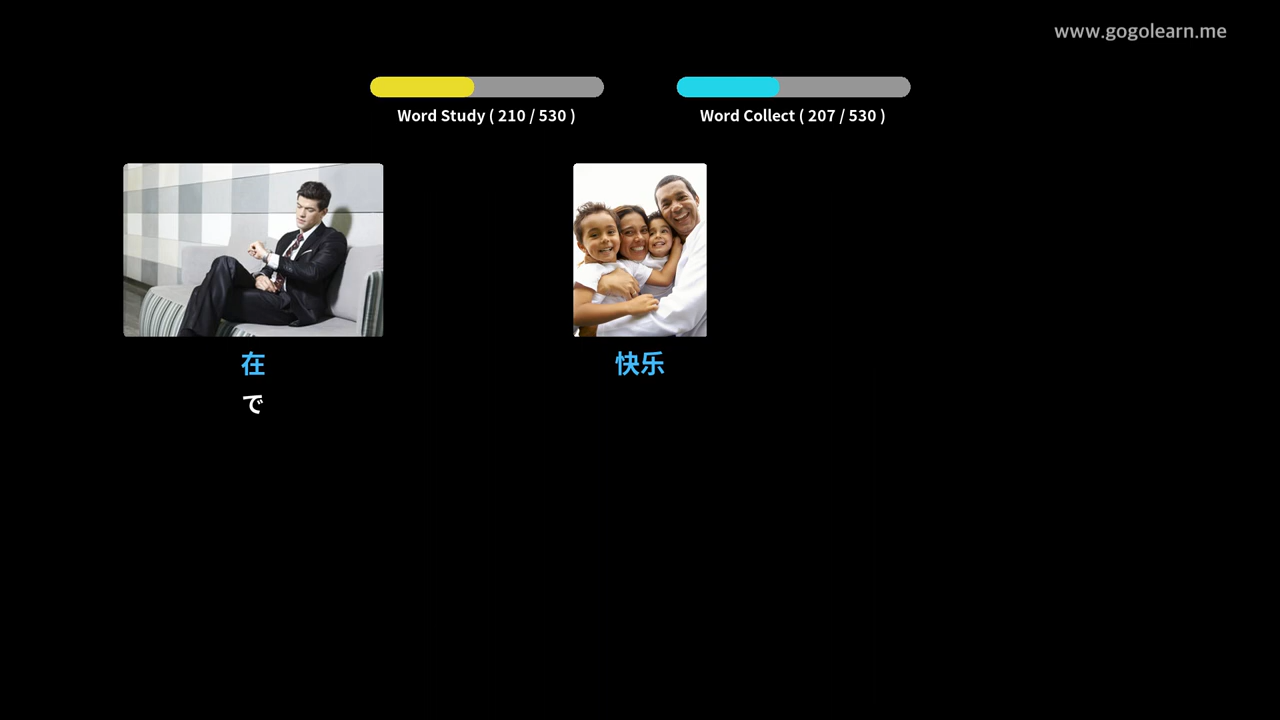 www.gogolearn.me
Word Study ( 210 / 530 )
Word Collect ( 207 / 530 )
在
で
快乐